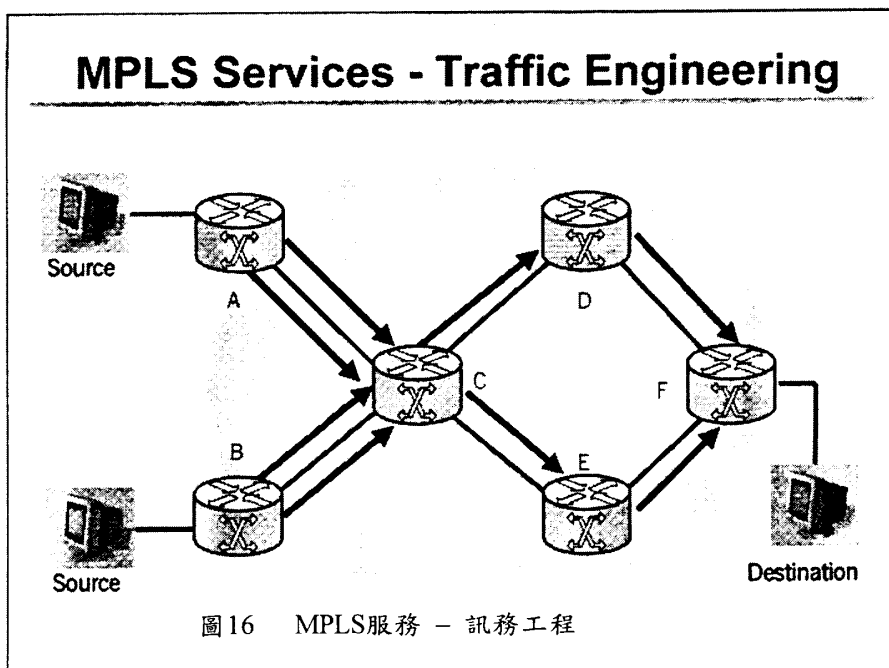 MPLS Services - Traffic Engineering
Source
A
D
C
F
B
E
Source
Destination
圖16 MPLS服務 – 訊務工程